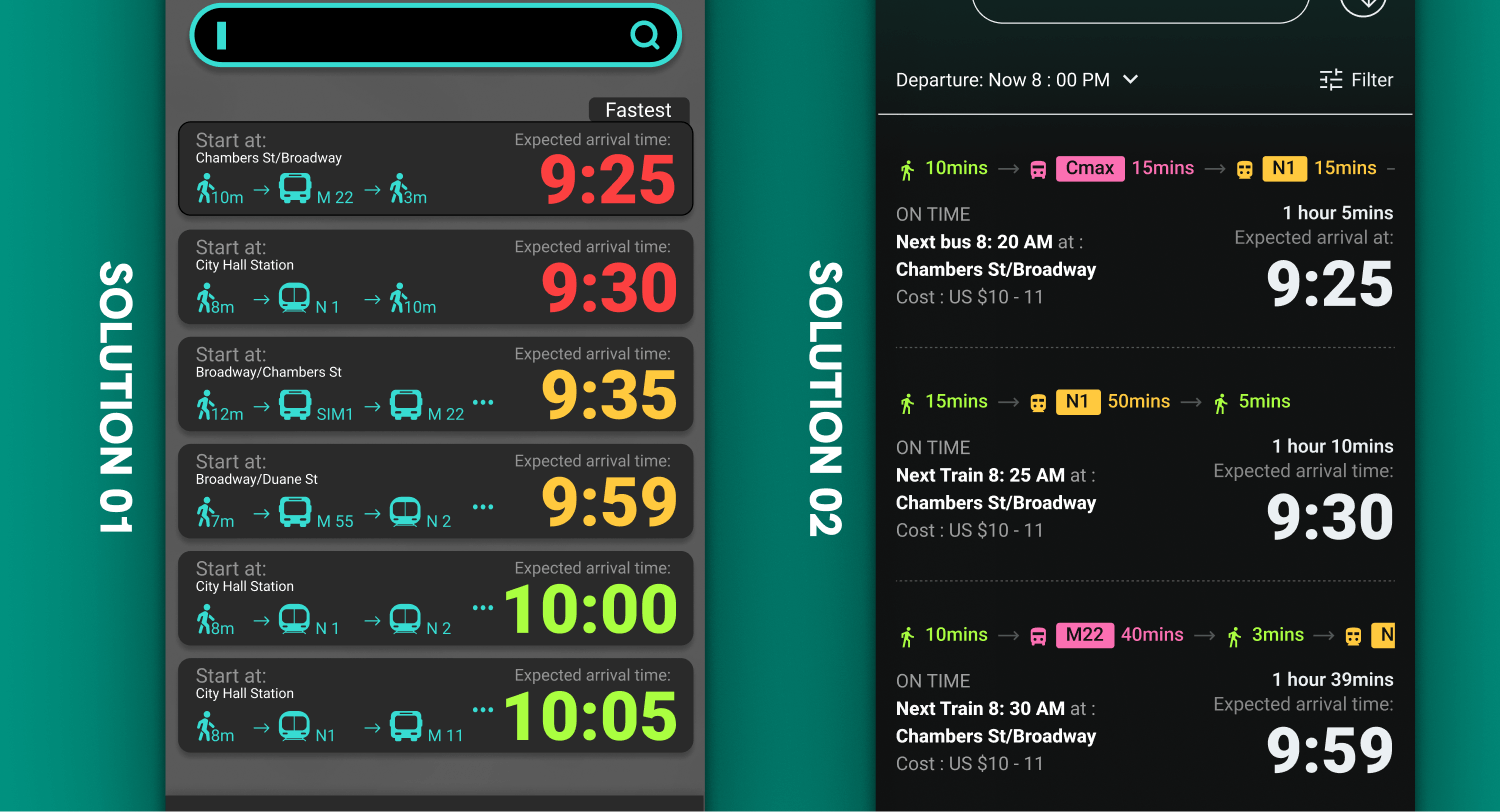 SOLUTION 01
Fastest
Start at:
Expected arrival time:
Chambers St/Broadway
9:25
10m → M 22 → 3m
Start at:
Expected arrival time:
City Hall Station
9:30
8m → N 1 → 10m
Start at:
Expected arrival time:
Broadway/Chambers St
9:35
12m → SIM1 → M 22 •••
Start at:
Expected arrival time:
Broadway/Duane St
9:59
7m → M 55 → N 2 •••
Start at:
Expected arrival time:
City Hall Station
10:00
8m → N 1 → N 2 •••
Start at:
Expected arrival time:
City Hall Station
10:05
8m → N1 → M 11 •••
SOLUTION 02
Departure: Now 8 : 00 PM
Filter
10mins → Cmax 15mins → N1 15mins –
ON TIME
1 hour 5mins
Next bus 8: 20 AM at :
Expected arrival at:
Chambers St/Broadway
9:25
Cost : US $10 - 11
15mins → N1 50mins → 5mins
ON TIME
1 hour 10mins
Next Train 8: 25 AM at :
Expected arrival time:
Chambers St/Broadway
9:30
Cost : US $10 - 11
10mins → M22 40mins → 3mins → N
ON TIME
1 hour 39mins
Next Train 8: 30 AM at :
Expected arrival time:
Chambers St/Broadway
9:59
Cost : US $10 - 11